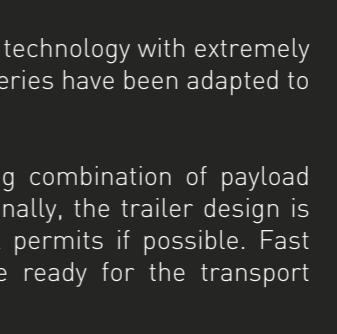 technology with extremely
eries have been adapted to
g combination of payload
nally, the trailer design is
permits if possible. Fast
e ready for the transport